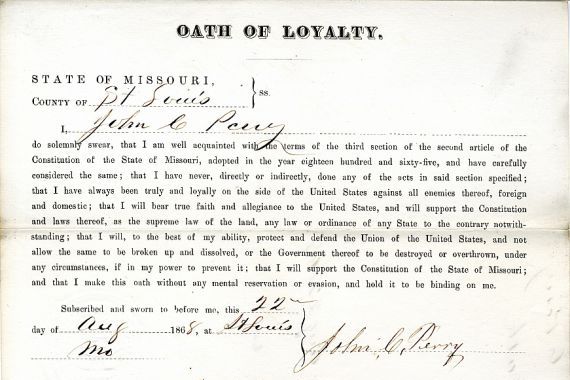 OATH OF LOYALTY.
STATE OF MISSOURI, } ss.
COUNTY OF St Louis
I, John C Perry
do solemnly swear, that I am well acquainted with the terms of the third section of the second article of the
Constitution of the State of Missouri, adopted in the year eighteen hundred and sixty-five, and have carefully
considered the same; that I have never, directly or indirectly, done any of the acts in said section specified;
that I have always been truly and loyally on the side of the United States against all enemies thereof, foreign
and domestic; that I will bear true faith and allegiance to the United States, and will support the Constitution
and laws thereof, as the supreme law of the land, any law or ordinance of any State to the contrary notwith-
standing; that I will, to the best of my ability, protect and defend the Union of the United States, and not
allow the same to be broken up and dissolved, or the Government thereof to be destroyed or overthrown, under
any circumstances, if in my power to prevent it; that I will support the Constitution of the State of Missouri;
and that I make this oath without any mental reservation or evasion, and hold it to be binding on me.
Subscribed and sworn to before me, this 22
day of Aug 1868, at St Louis
Mo
John C. Perry